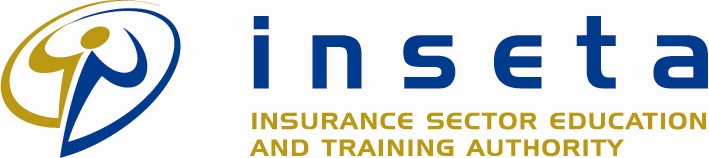 inseta
INSURANCE SECTOR EDUCATION
AND TRAINING AUTHORITY